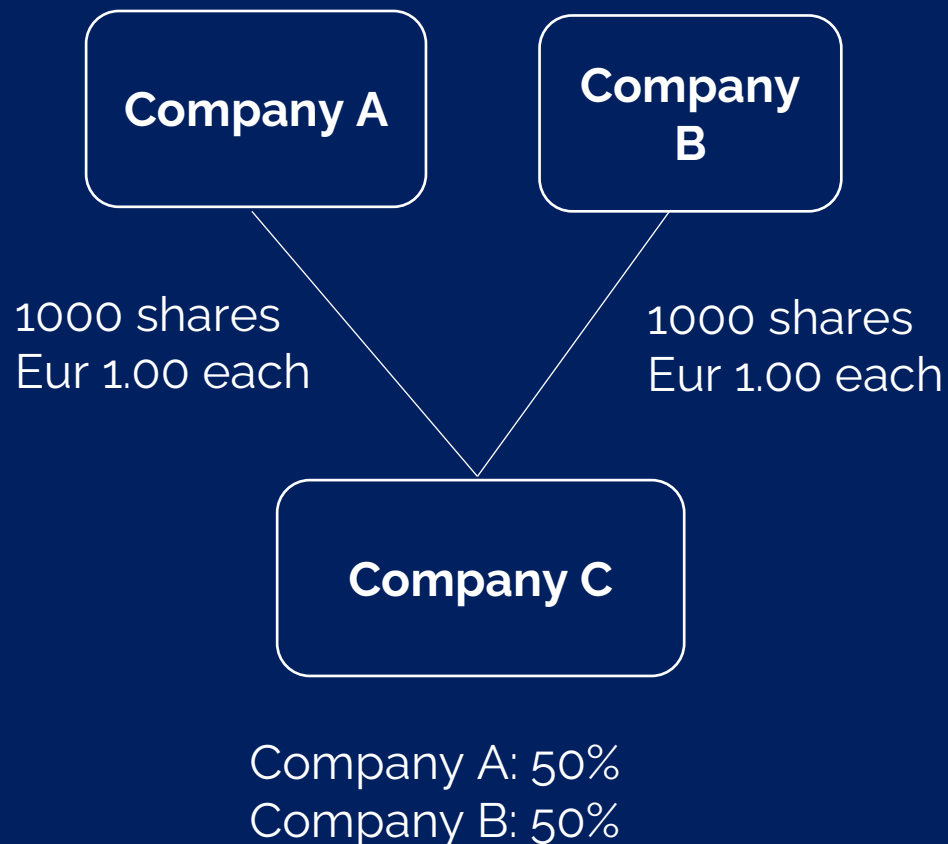 Company A
Company
B
1000 shares
Eur 1.00 each
1000 shares
Eur 1.00 each
Company C
Company A: 50%
Company B: 50%